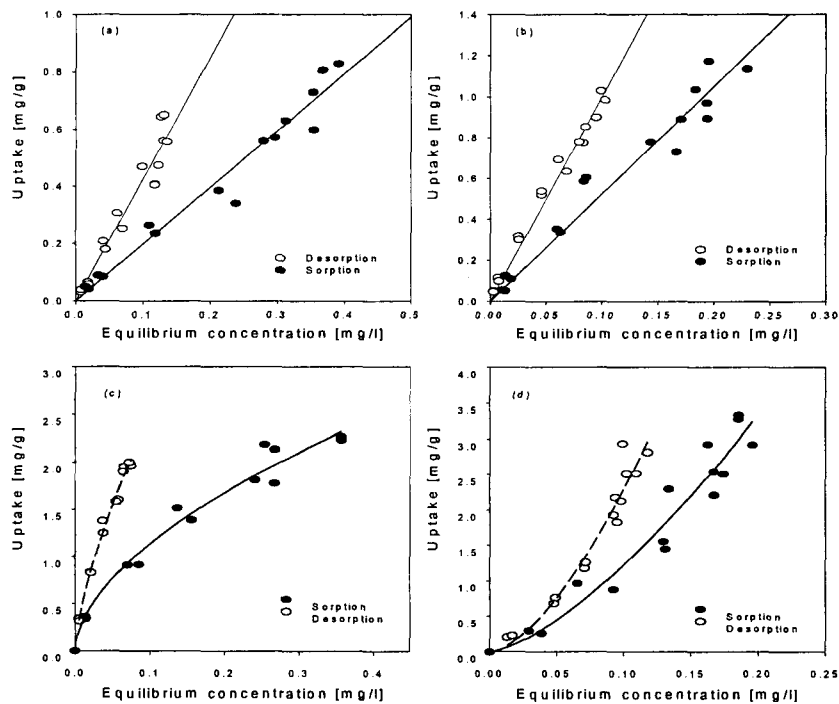 (a)
Uptake [mg/g]
1.0
0.8
0.6
0.4
0.2
0.0
Desorption
Sorption
0.0 0.1 0.2 0.3 0.4 0.5
Equilibrium concentration [mg/l]
(b)
Uptake [mg/g]
1.4
1.2
1.0
0.8
0.6
0.4
0.2
0.0
Desorption
Sorption
0.00 0.05 0.10 0.15 0.20 0.25 0.30
Equilibrium concentration [mg/l]
(c)
Uptake [mg/g]
3.0
2.5
2.0
1.5
1.0
0.5
0.0
Sorption
Desorption
0.0 0.1 0.2 0.3 0.4
Equilibrium concentration [mg/l]
(d)
Uptake [mg/g]
4.0
3.5
3.0
2.5
2.0
1.5
1.0
0.5
0.0
Sorption
Desorption
0.00 0.05 0.10 0.15 0.20 0.25
Equilibrium concentration [mg/l]